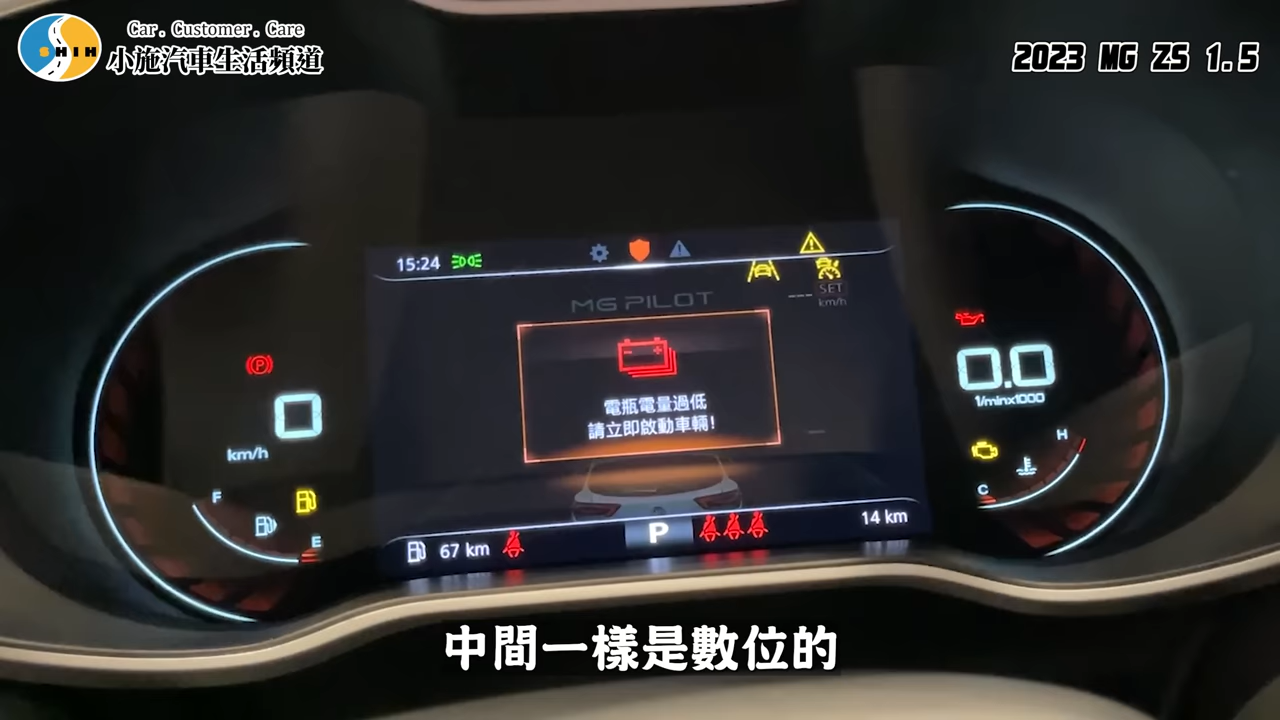 Car. Customer. Care
SHIH
小施汽車生活頻道
2023 MG ZS 1.5
15:24
MG PILOT
--- SET
km/h
電瓶電量過低
請立即啟動車輛!
0
km/h
F
E
0.0
1/minx1000
H
C
67 km
P
14 km
中間一樣是數位的